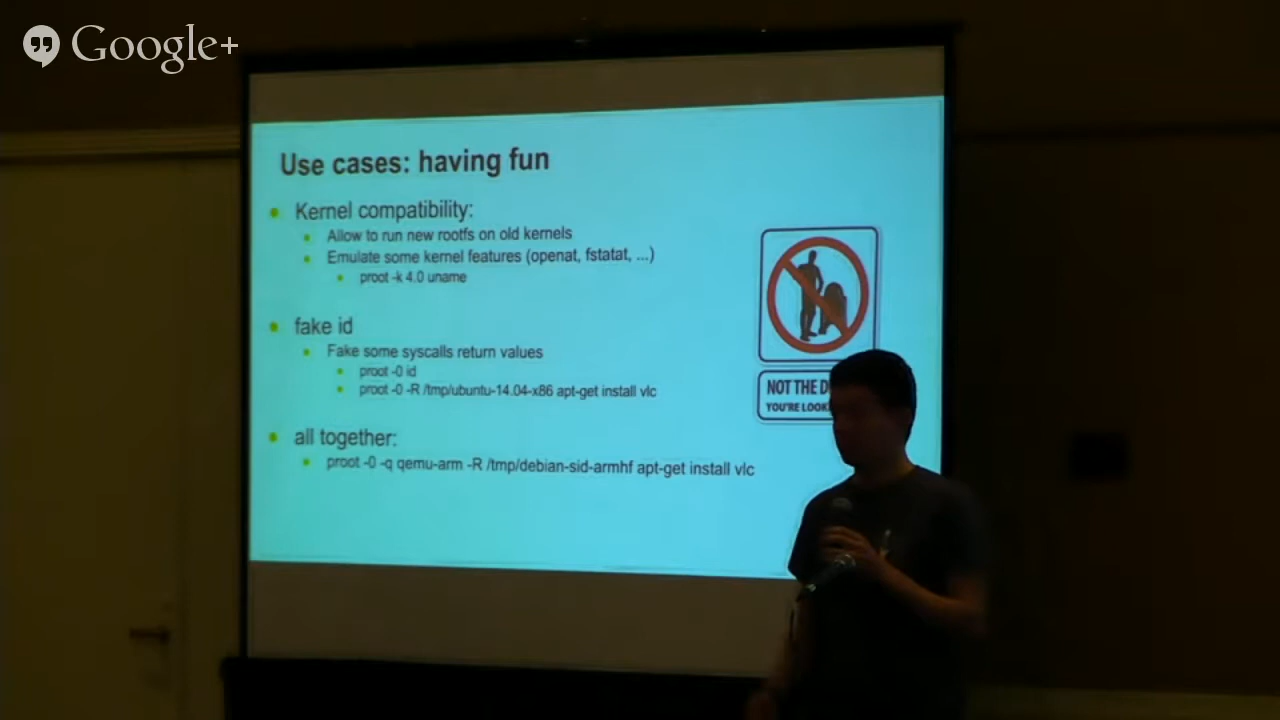 Google+
Use cases: having fun
Kernel compatibility:
Allow to run new rootfs on old kernels
Emulate some kernel features (openat, fstatat, ...)
proot -k 4.0 uname
fake id
Fake some syscalls return values
proot -0 id
proot -0 -R /tmp/ubuntu-14.04-x86 apt-get install vlc
all together:
proot -0 -q qemu-arm -R /tmp/debian-sid-armhf apt-get install vlc
NOT THE
YOU'RE